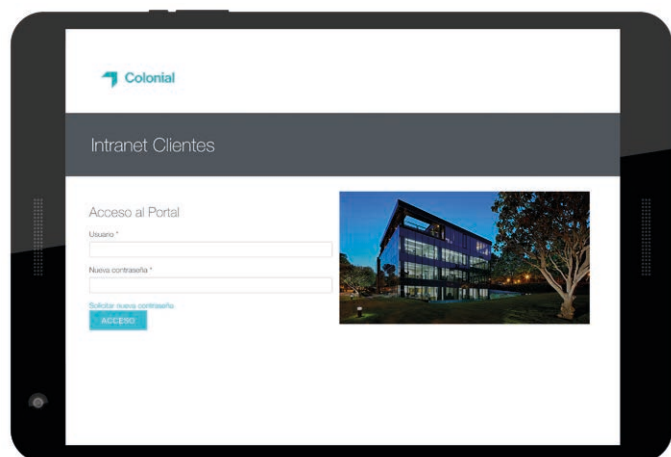 Colonial
Intranet Clientes
Acceso al Portal
Usuario *
Nueva contraseña *
Solicitar nueva contraseña
ACCESO